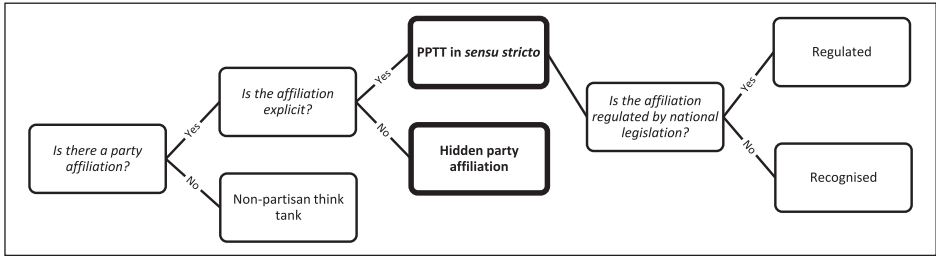 Is there a party
affiliation?
Yes
No
Is the affiliation
explicit?
Non-partisan think
tank
Yes
No
PPTT in sensu stricto
Hidden party
affiliation
Is the affiliation
regulated by national
legislation?
Yes
No
Regulated
Recognised